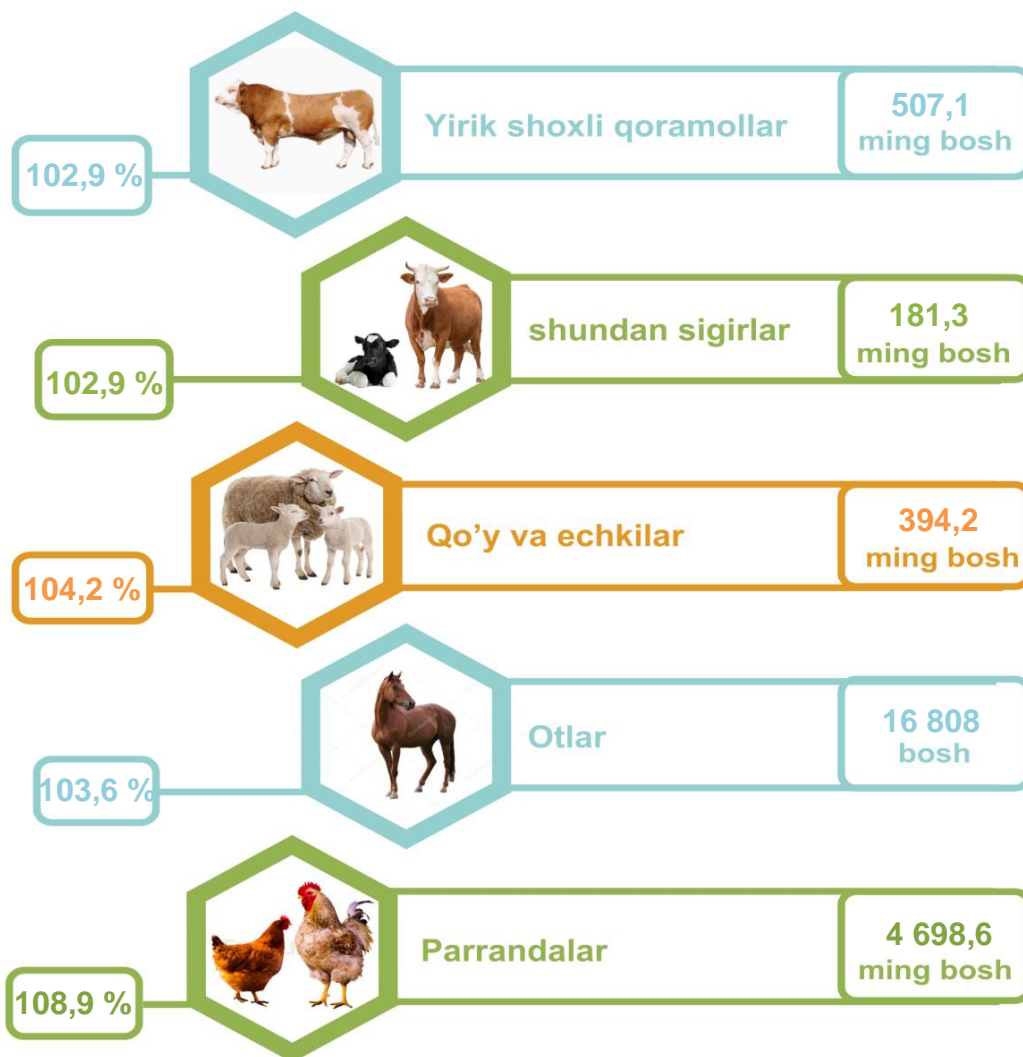 Yirik shoxli qoramollar
507,1
ming bosh
102,9 %
shundan sigirlar
181,3
ming bosh
102,9 %
Qo’y va echkilar
394,2
ming bosh
104,2 %
Otlar
16 808
bosh
103,6 %
Parrandalar
4 698,6
ming bosh
108,9 %